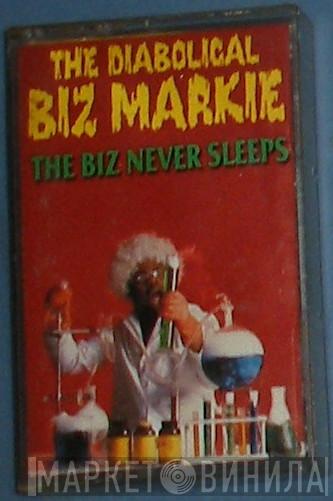 THE DIABOLICAL
BIZ MARKIE
THE BIZ NEVER SLEEPS
МАРКЕТ ВИНИЛА